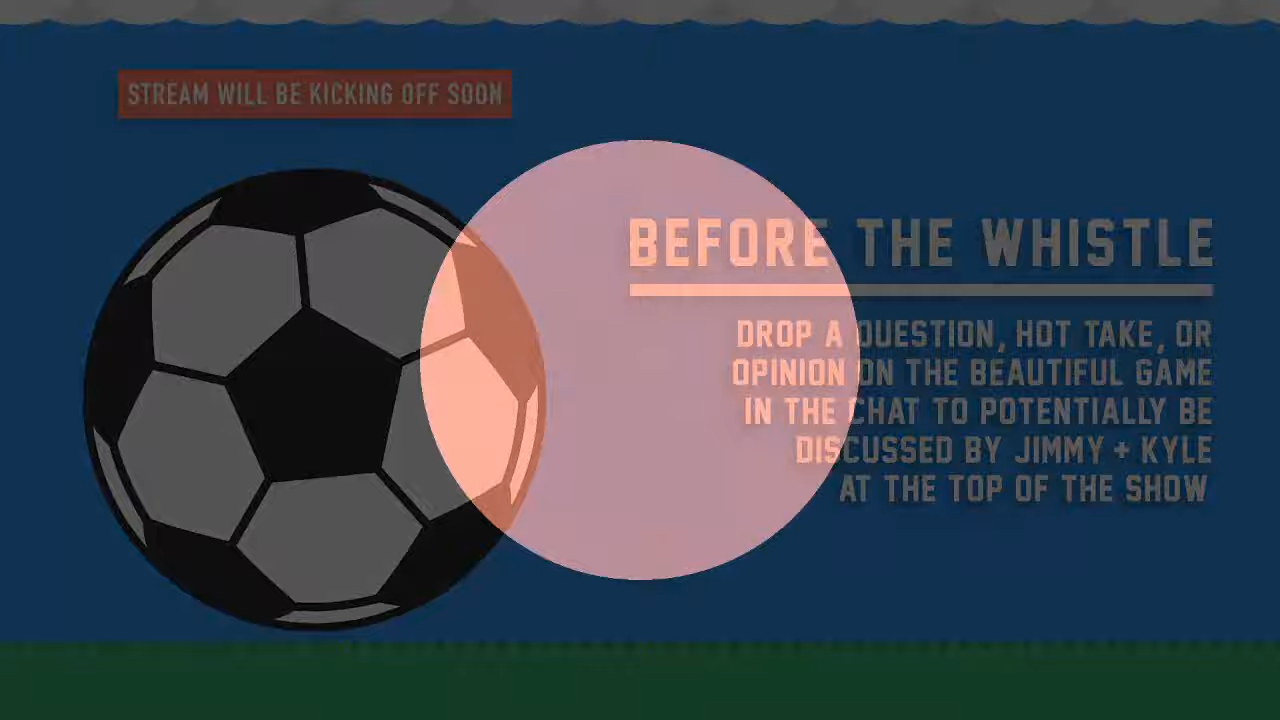 STREAM WILL BE KICKING OFF SOON
BEFORE THE WHISTLE
DROP A QUESTION, HOT TAKE, OR
OPINION ON THE BEAUTIFUL GAME
IN THE CHAT TO POTENTIALLY BE
DISCUSSED BY JIMMY + KYLE
AT THE TOP OF THE SHOW